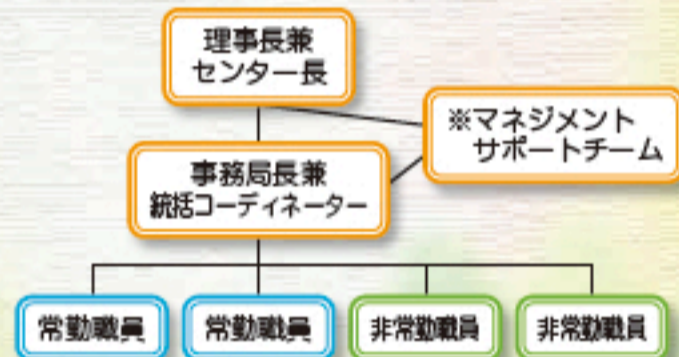 理事長兼
センター長
※マネジメント
サポートチーム
事務局長兼
統括コーディネーター
常勤職員
常勤職員
非常勤職員
非常勤職員